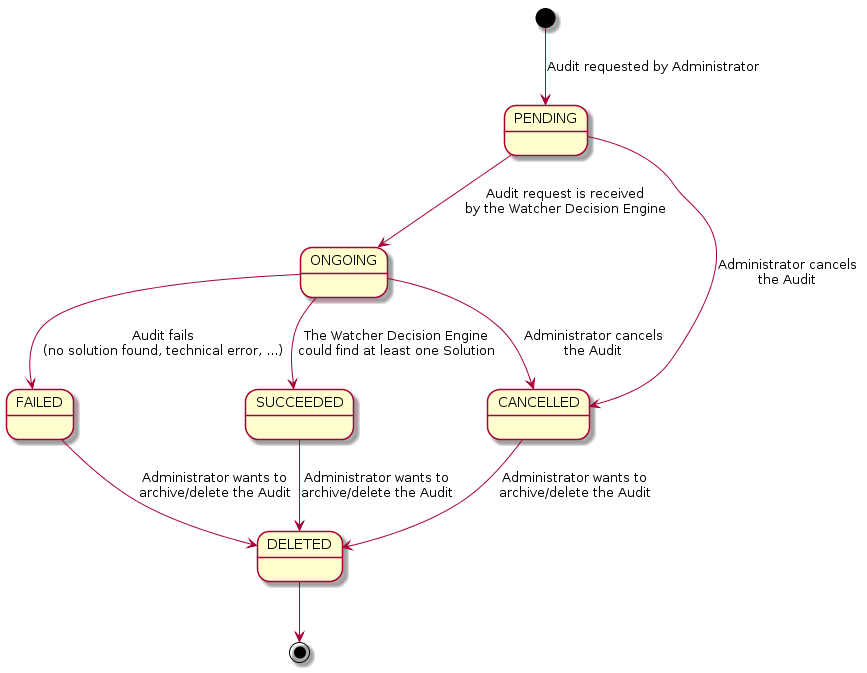 Audit requested by Administrator
PENDING
Audit request is received
by the Watcher Decision Engine
Administrator cancels
the Audit
ONGOING
Audit fails
(no solution found, technical error, ...)
The Watcher Decision Engine
could find at least one Solution
Administrator cancels
the Audit
FAILED
SUCCEEDED
CANCELLED
Administrator wants to
archive/delete the Audit
Administrator wants to
archive/delete the Audit
Administrator wants to
archive/delete the Audit
DELETED